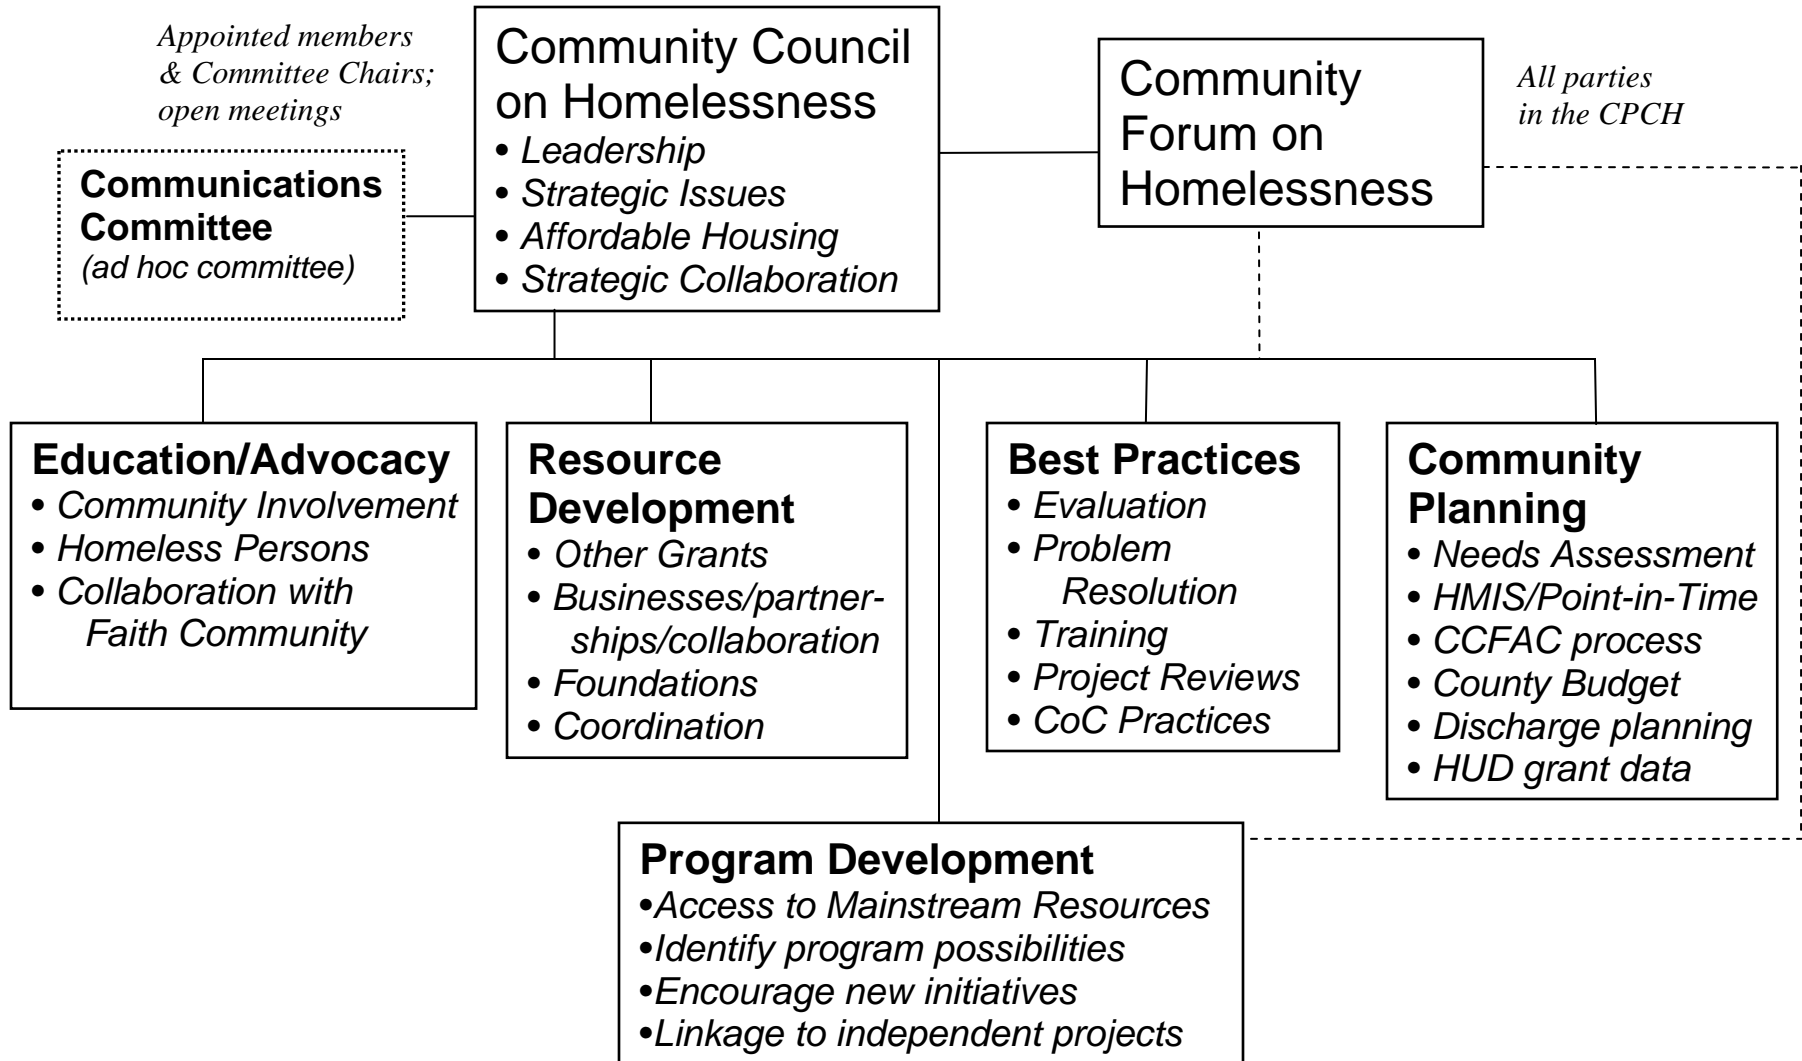 Appointed members
& Committee Chairs;
open meetings
Community Council
on Homelessness
• Leadership
• Strategic Issues
• Affordable Housing
• Strategic Collaboration
Community
Forum on
Homelessness
All parties
in the CPCH
Communications
Committee
(ad hoc committee)
Education/Advocacy
• Community Involvement
• Homeless Persons
• Collaboration with
Faith Community
Resource
Development
• Other Grants
• Businesses/partner-
ships/collaboration
• Foundations
• Coordination
Best Practices
• Evaluation
• Problem
Resolution
• Training
• Project Reviews
• CoC Practices
Community
Planning
• Needs Assessment
• HMIS/Point-in-Time
• CCFAC process
• County Budget
• Discharge planning
• HUD grant data
Program Development
•Access to Mainstream Resources
•Identify program possibilities
•Encourage new initiatives
•Linkage to independent projects